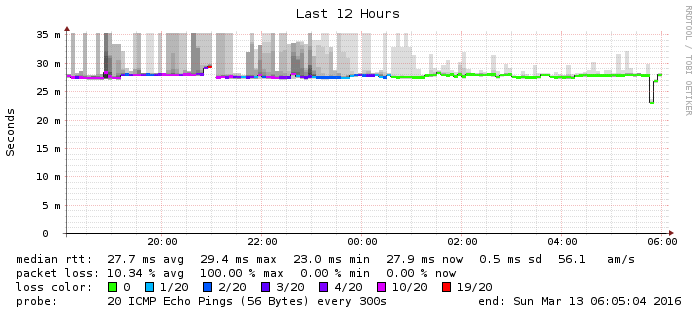 Last 12 Hours
RRDTOOL / TOBI OETIKER
Seconds
35 m
30 m
25 m
20 m
15 m
10 m
5 m
0
20:00 22:00 00:00 02:00 04:00 06:00
median rtt: 27.7 ms avg 29.4 ms max 23.0 ms min 27.9 ms now 0.5 ms sd 56.1 am/s
packet loss: 10.34 % avg 100.00 % max 0.00 % min 0.00 % now
loss color: 0 1/20 2/20 3/20 4/20 10/20 19/20
probe: 20 ICMP Echo Pings (56 Bytes) every 300s end: Sun Mar 13 06:05:04 2016